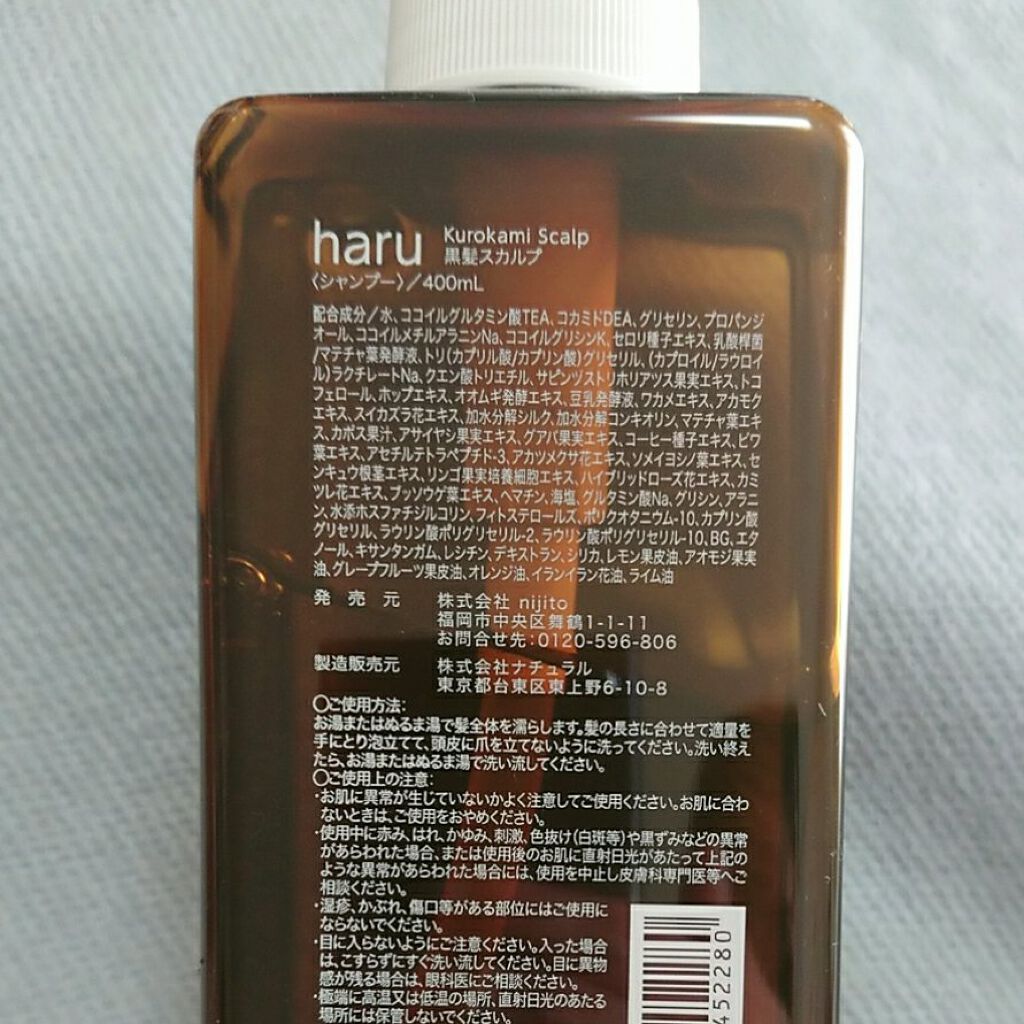 haru Kurokami Scalp
黒髪スカルプ
〈シャンプー〉／400mL
配合成分／水、ココイルグルタミン酸TEA、コカミドDEA、グリセリン、プロパンジ
オール、ココイルメチルアラニンNa、ココイルグリシンK、セロリ種子エキス、乳酸桿菌
/マテチャ葉発酵液、トリ(カプリル酸/カプリン酸)グリセリル、(カプロイル/ラウロイ
ル)ラクチレートNa、クエン酸トリエチル、サピンヅストリホリアツス果実エキス、トコ
フェロール、ホップエキス、オオムギ発酵エキス、豆乳発酵液、ワカメエキス、アカモク
エキス、スイカズラ花エキス、加水分解シルク、加水分解コンキオリン、マテチャ葉エキ
ス、カボス果汁、アサイヤシ果実エキス、グアバ果実エキス、コーヒー種子エキス、ビワ
葉エキス、アセチルテトラペプチド-3、アカツメクサ花エキス、ソメイヨシノ葉エキス、セ
ンキュウ根茎エキス、リンゴ果実培養細胞エキス、ハイブリッドローズ花エキス、カミ
ツレ花エキス、ブッソウゲ葉エキス、ヘマチン、海塩、グルタミン酸Na、グリシン、アラニ
ン、水添ホスファチジルコリン、フィトステロールズ、ポリクオタニウム-10、カプリン酸
グリセリル、ラウリン酸ポリグリセリル-2、ラウリン酸ポリグリセリル-10、BG、エタ
ノール、キサンタンガム、レシチン、デキストラン、シリカ、レモン果皮油、アオモジ果実
油、グレープフルーツ果皮油、オレンジ油、イランイラン花油、ライム油
発売元 株式会社 nijito
福岡市中央区舞鶴1-1-11
お問合せ先：0120-596-806
製造販売元 株式会社ナチュラル
東京都台東区東上野6-10-8
〇ご使用方法：
お湯またはぬるま湯で髪全体を濡らします。髪の長さに合わせて適量を
手にとり泡立てて、頭皮に爪を立てないように洗ってください。洗い終え
たら、お湯またはぬるま湯で洗い流してください。
〇ご使用上の注意：
・お肌に異常が生じていないかよく注意してご使用ください。お肌に合わ
ないときは、ご使用をおやめください。
・使用中に赤み、はれ、かゆみ、刺激、色抜け(白斑等)や黒ずみなどの異常
があらわれた場合、または使用後のお肌に直射日光があたって上記の
ような異常があらわれた場合には、使用を中止し皮膚科専門医等へご
相談ください。
・湿疹、かぶれ、傷口等がある部位にはご使用に
ならないでください。
・目に入らないようにご注意ください。入った場合
は、こすらずにすぐ洗い流してください。目に異物
感が残る場合は、眼科医にご相談ください。
・極端に高温又は低温の場所、直射日光のあたる
場所には保管しないでください。
452280